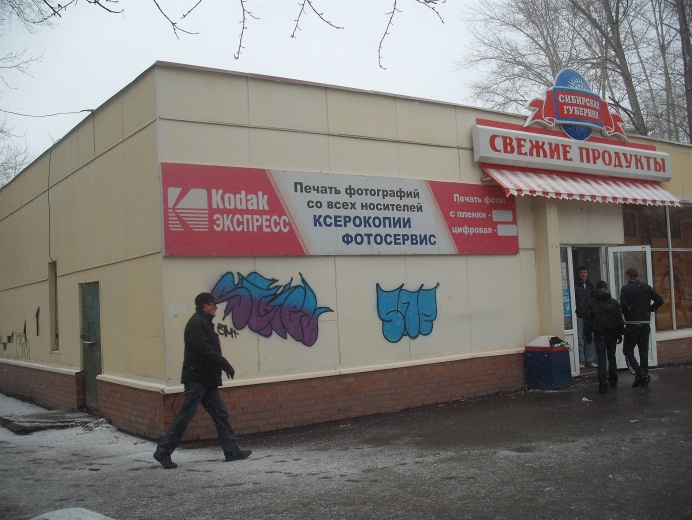 СИБИРСКАЯ
ГУБЕРНИЯ
СВЕЖИЕ ПРОДУКТЫ
Kodak
ЭКСПРЕСС
Печать фотографий
со всех носителей
КСЕРОКОПИИ
ФОТОСЕРВИС
Печать фото:
с пленки -
цифровая -